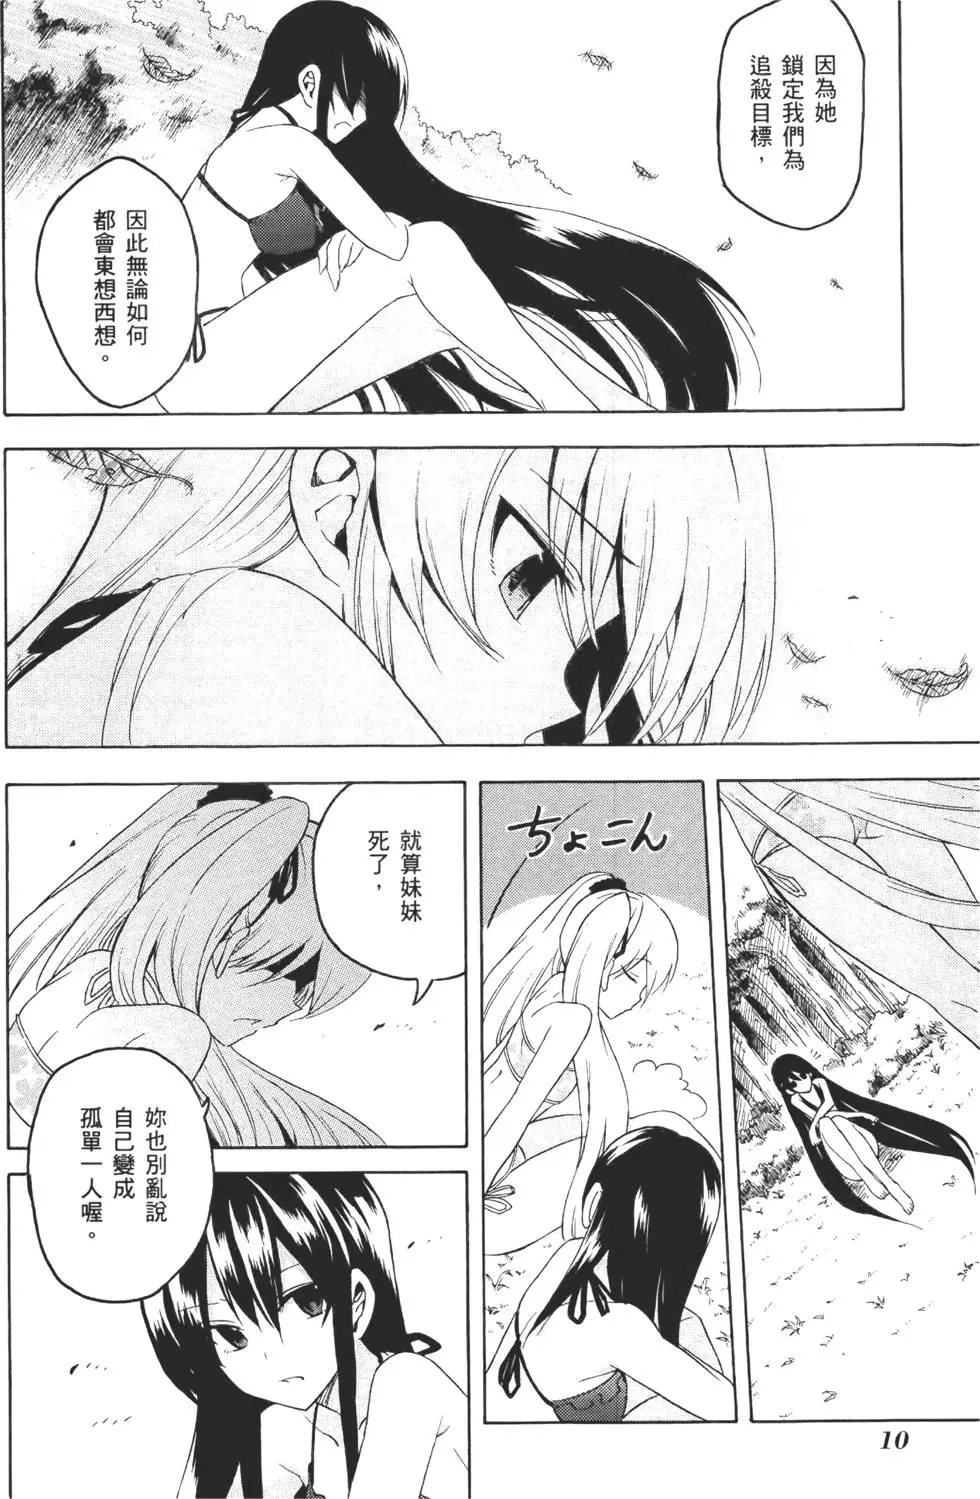 因為她
鎖定我們為
追殺目標，
因此無論如何
都會東想西想。
ちょこん
就算妹妹
死了，
妳也別亂說
自己變成
孤單一人喔。
10